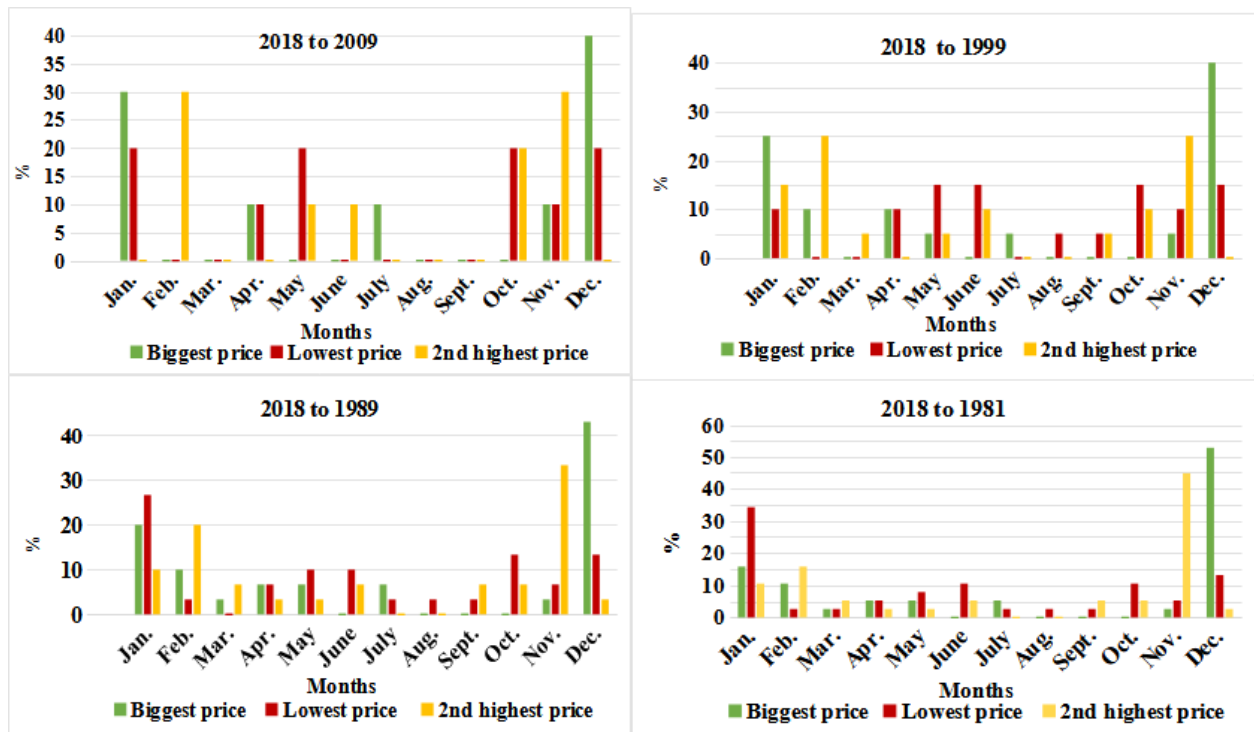 2018 to 2009
%
40
35
30
25
20
15
10
5
0
Jan. Feb. Mar. Apr. May June July Aug. Sept. Oct. Nov. Dec.
Months
Biggest price Lowest price 2nd highest price
2018 to 1999
%
40
30
20
10
0
Jan. Feb. Mar. Apr. May June July Aug. Sept. Oct. Nov. Dec.
Months
Biggest price Lowest price 2nd highest price
2018 to 1989
%
40
30
20
10
0
Jan. Feb. Mar. Apr. May June July Aug. Sept. Oct. Nov. Dec.
Months
Biggest price Lowest price 2nd highest price
2018 to 1981
%
60
50
40
30
20
10
0
Jan. Feb. Mar. Apr. May June July Aug. Sept. Oct. Nov. Dec.
Months
Biggest price Lowest price 2nd highest price